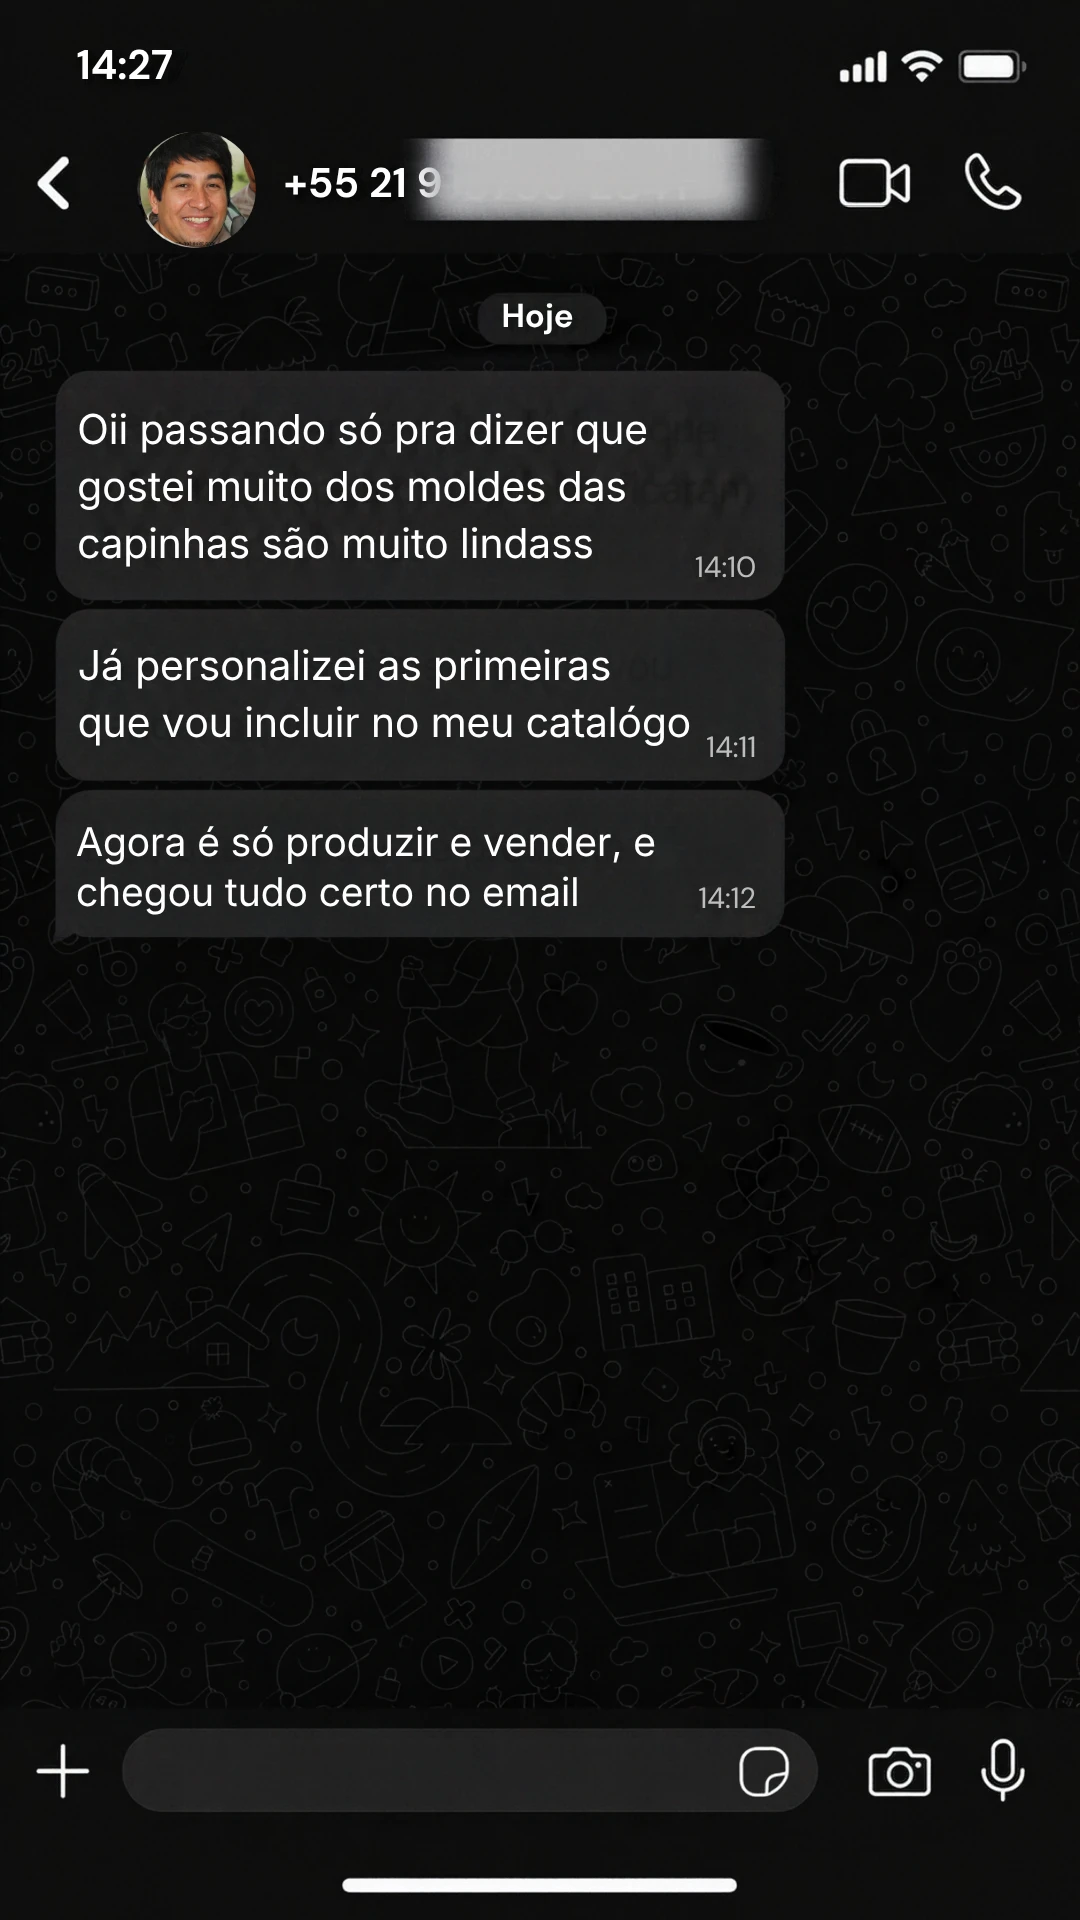 14:27
+55 21 9
Hoje
Oii passando só pra dizer que
gostei muito dos moldes das
capinhas são muito lindass
14:10
Já personalizei as primeiras
que vou incluir no meu catalógo
14:11
Agora é só produzir e vender, e
chegou tudo certo no email
14:12